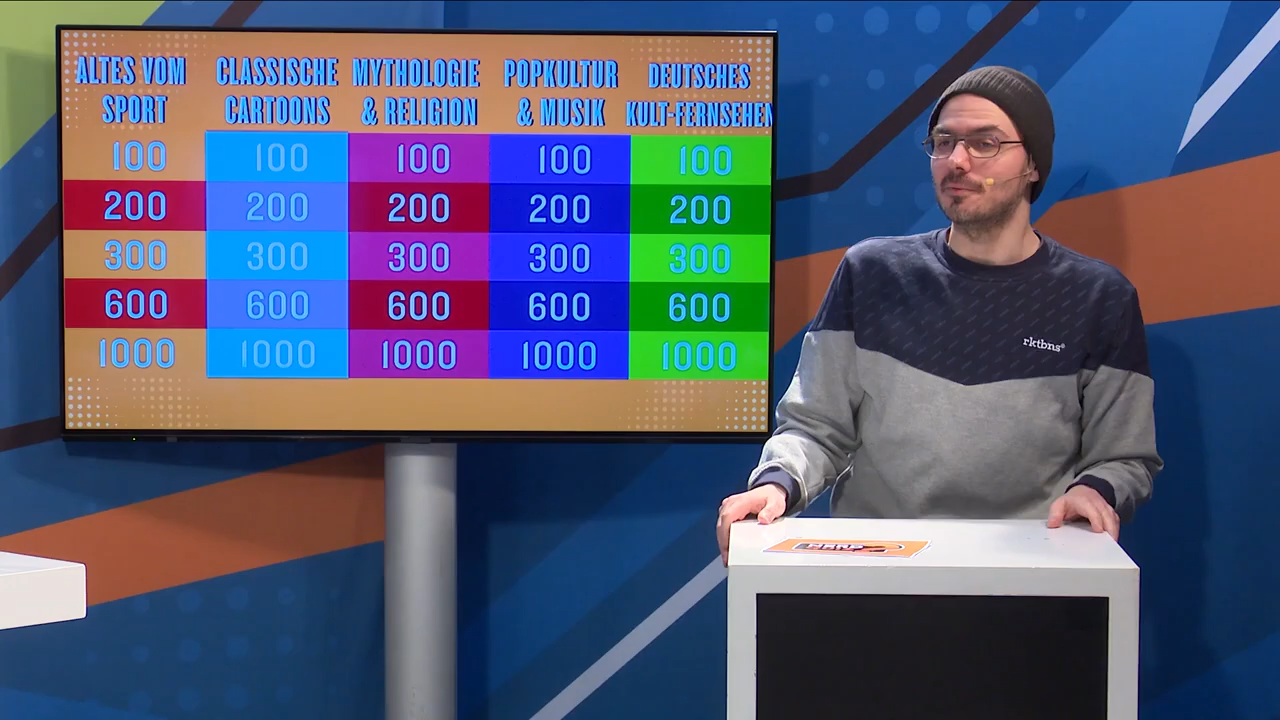 ALTES VOM
SPORT
CLASSISCHE
CARTOONS
MYTHOLOGIE
& RELIGION
POPKULTUR
& MUSIK
DEUTSCHES
KULT-FERNSEHEN
100 100 100 100 100
200 200 200 200 200
300 300 300 300 300
600 600 600 600 600
1000 1000 1000 1000 1000
rktbns®